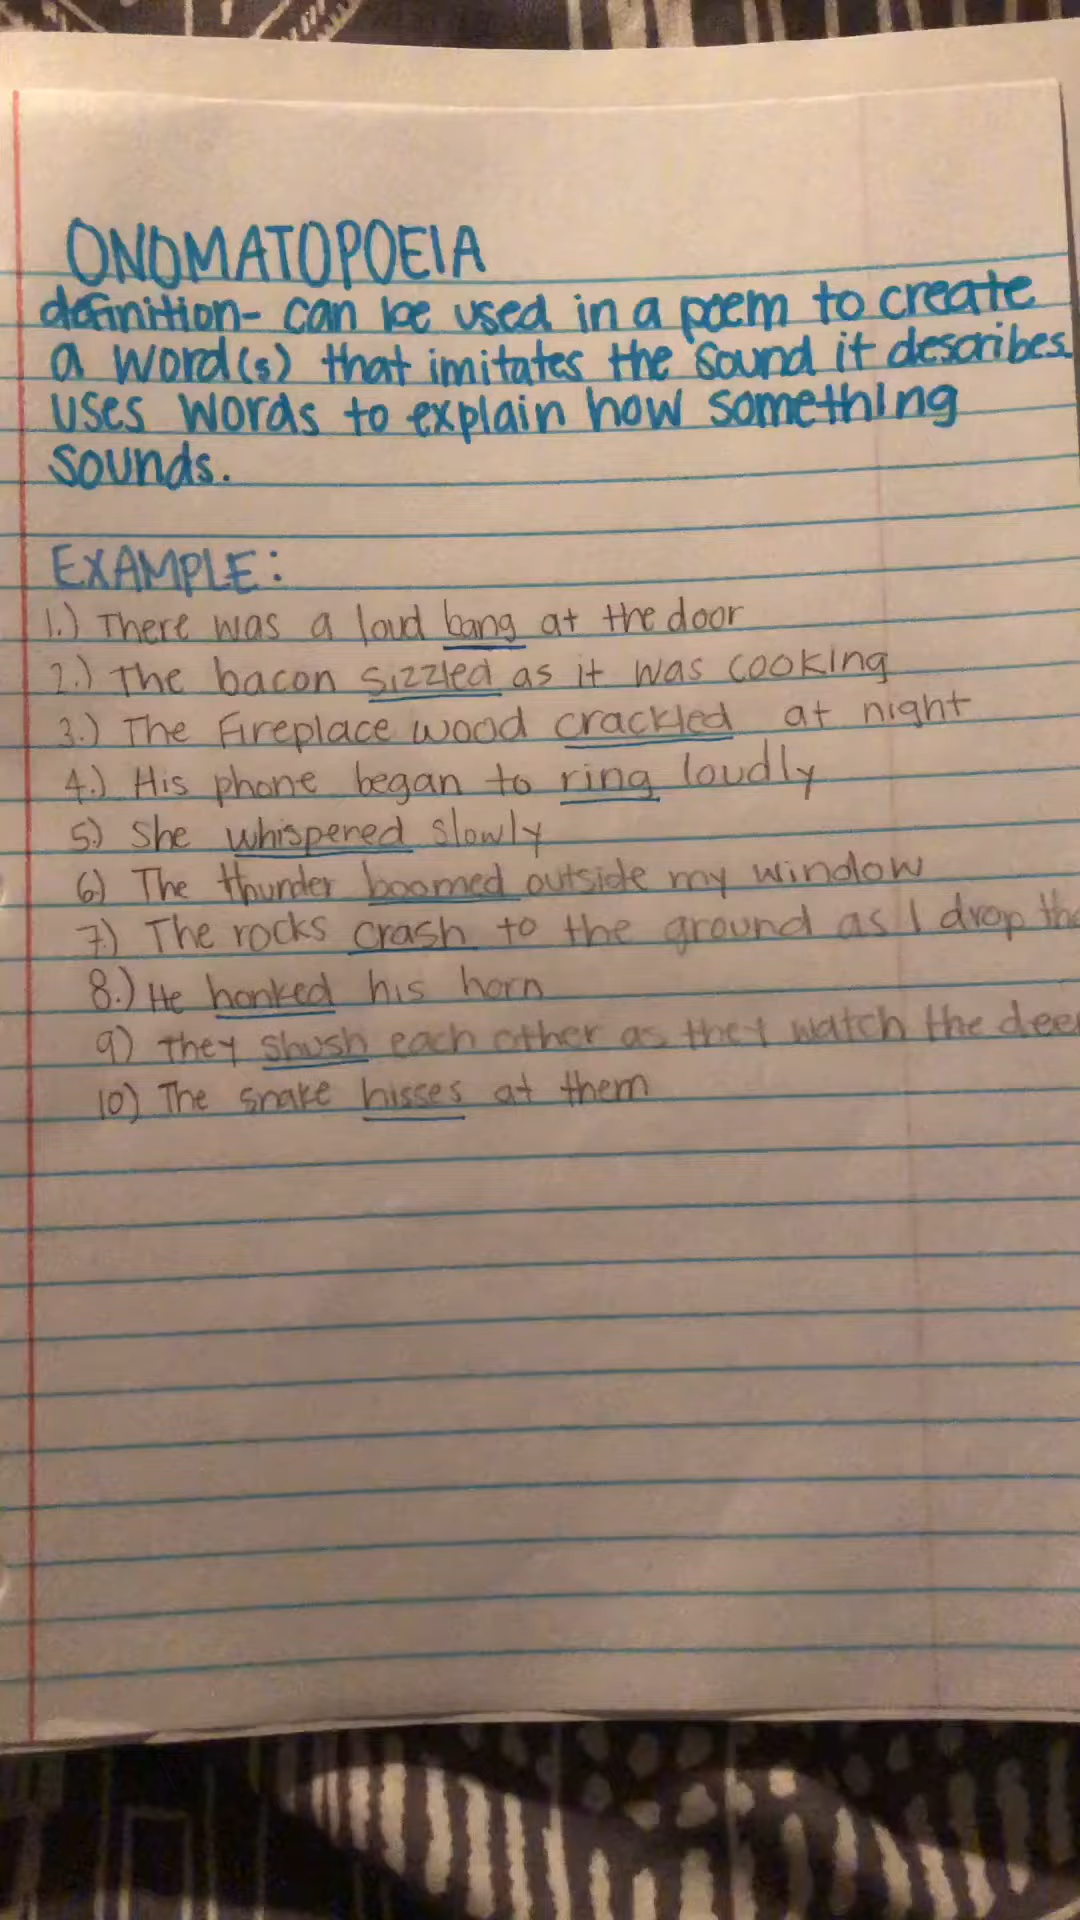 ONOMATOPOEIA
definition- can be used in a poem to create
a word(s) that imitates the sound it describes
uses words to explain how something
sounds.
EXAMPLE:
1.) There was a loud bang at the door
2.) The bacon sizzled as it was cooking
3.) The fireplace wood crackled at night
4.) His phone began to ring loudly
5) She whispered slowly
6) The thunder boomed outside my window
7) The rocks crash to the ground as I drop the
8.) He honked his horn
9) They shush each other as they watch the deer
10) The snake hisses at them